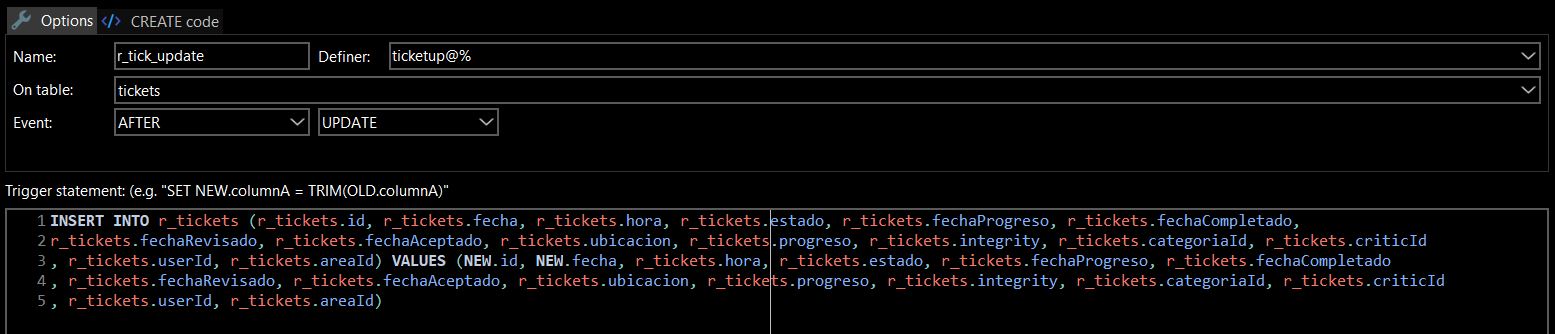 Options CREATE code
Name: r_tick_update Definer: ticketup@%
On table: tickets
Event: AFTER UPDATE
Trigger statement: (e.g. "SET NEW.columnA = TRIM(OLD.columnA)"
1 INSERT INTO r_tickets (r_tickets.id, r_tickets.fecha, r_tickets.hora, r_tickets.estado, r_tickets.fechaProgreso, r_tickets.fechaCompletado,
2 r_tickets.fechaRevisado, r_tickets.fechaAceptado, r_tickets.ubicacion, r_tickets.progreso, r_tickets.integrity, r_tickets.categoriaId, r_tickets.criticId
3 , r_tickets.userId, r_tickets.areaId) VALUES (NEW.id, NEW.fecha, r_tickets.hora, r_tickets.estado, r_tickets.fechaProgreso, r_tickets.fechaCompletado
4 , r_tickets.fechaRevisado, r_tickets.fechaAceptado, r_tickets.ubicacion, r_tickets.progreso, r_tickets.integrity, r_tickets.categoriaId, r_tickets.criticId
5 , r_tickets.userId, r_tickets.areaId)